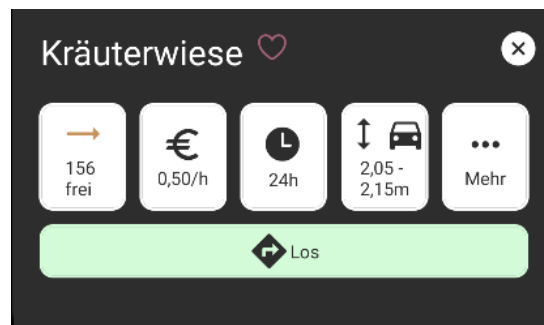 Kräuterwiese
156
frei
€
0,50/h
24h
2,05 -
2,15m
Mehr
Los